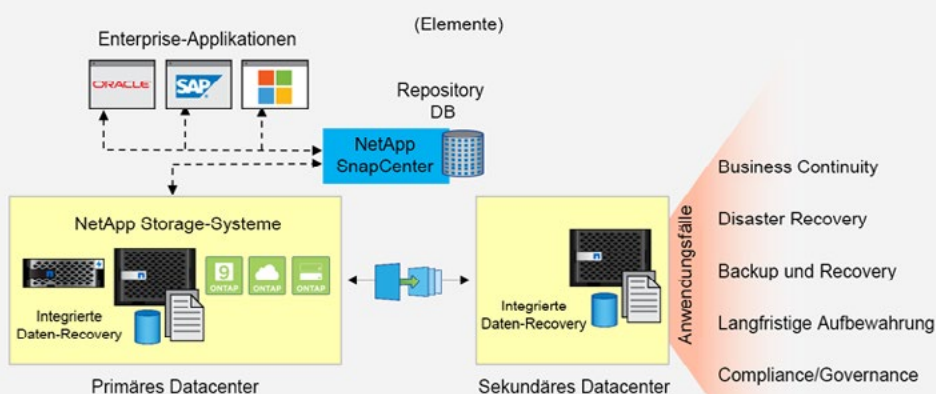 (Elemente)
Enterprise-Applikationen
ORACLE
SAP
Repository
DB
NetApp
SnapCenter
NetApp Storage-Systeme
9
ONTAP
ONTAP
ONTAP
Integrierte
Daten-Recovery
Primäres Datacenter
Integrierte
Daten-Recovery
Sekundäres Datacenter
Anwendungsfälle
Business Continuity
Disaster Recovery
Backup und Recovery
Langfristige Aufbewahrung
Compliance/Governance